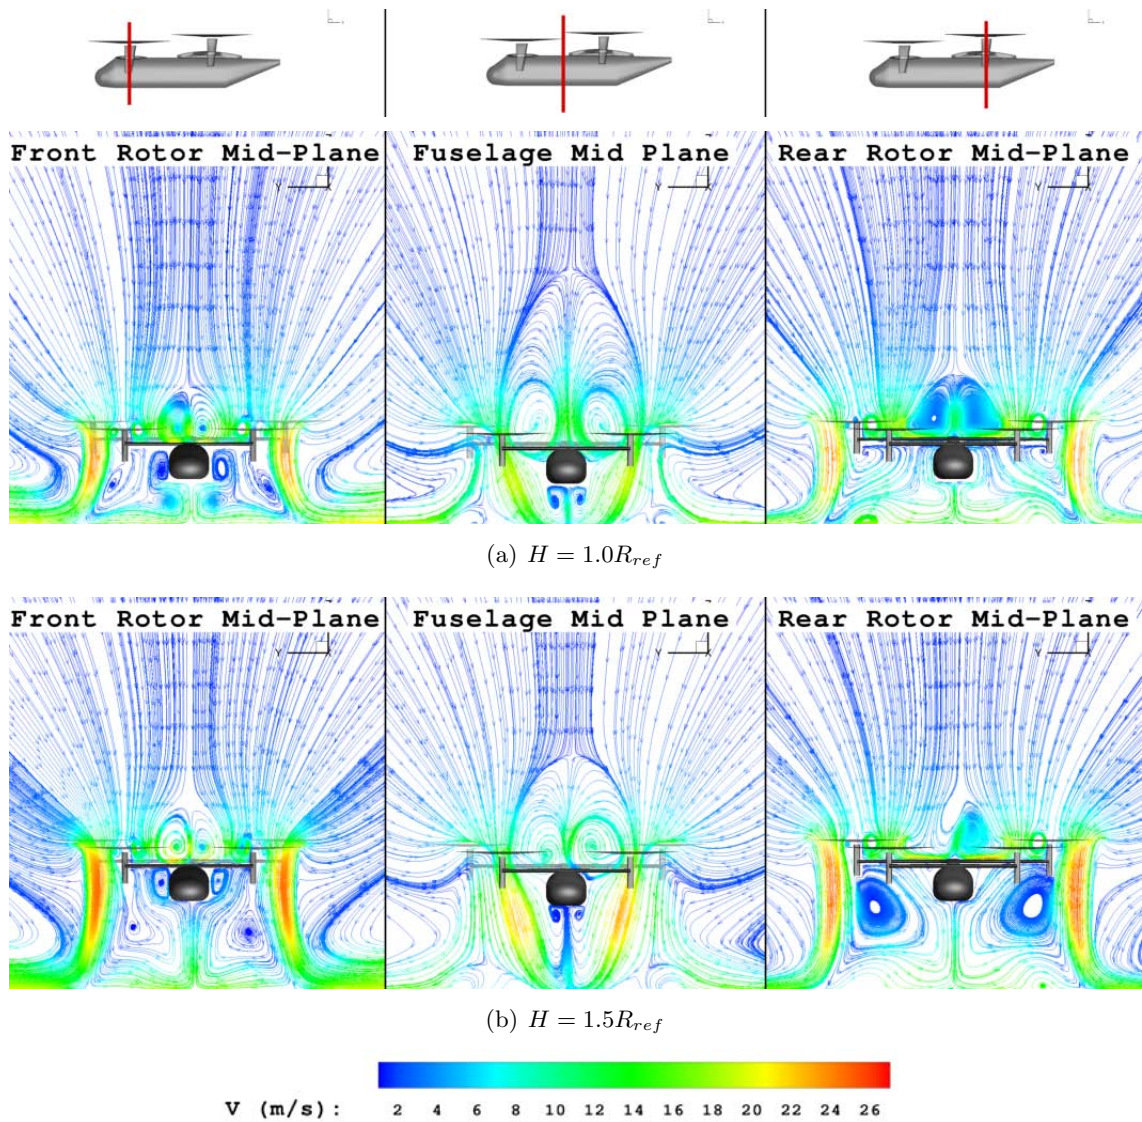 Front Rotor Mid-Plane
Fuselage Mid Plane
Rear Rotor Mid-Plane
Y
X
Y
X
Y
X
(a) H = 1.0R_ref
Front Rotor Mid-Plane
Fuselage Mid Plane
Rear Rotor Mid-Plane
Y
X
Y
X
Y
X
(b) H = 1.5R_ref
V (m/s): 2 4 6 8 10 12 14 16 18 20 22 24 26